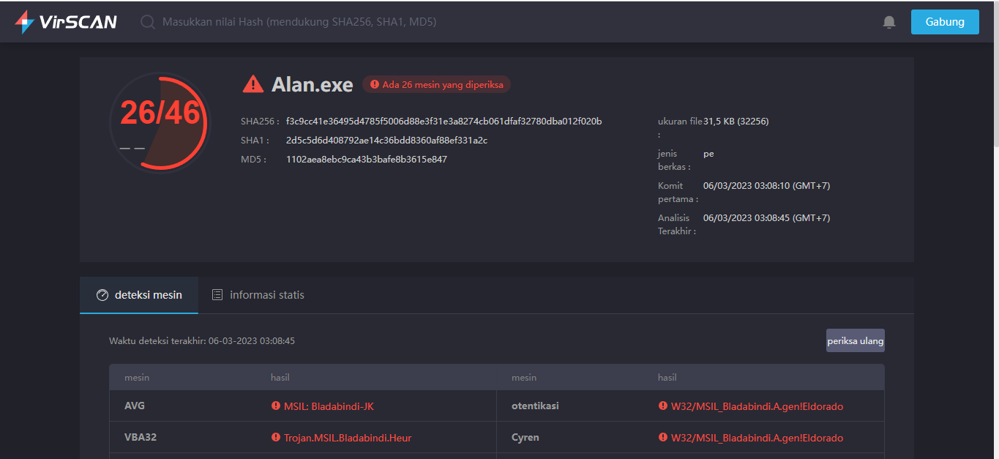 VirSCAN
Masukkan nilai Hash (mendukung SHA256, SHA1, MD5)
Gabung
26/46
Alan.exe
Ada 26 mesin yang diperiksa
SHA256 : f3c9cc41e36495d4785f5006d88e3f31e3a8274cb061dfaf32780dba012f020b
SHA1 : 2d5c5d6d408792ae14c36bdd8360af88ef331a2c
MD5 : 1102aea8ebc9ca43b3bafe8b3615e847
ukuran file 31,5 KB (32256)
:
jenis pe
berkas :
Komit 06/03/2023 03:08:10 (GMT+7)
pertama :
Analisis 06/03/2023 03:08:45 (GMT+7)
Terakhir :
deteksi mesin
informasi statis
Waktu deteksi terakhir: 06-03-2023 03:08:45
periksa ulang
mesin hasil mesin hasil
AVG MSIL: Bladabindi-JK otentikasi W32/MSIL_Bladabindi.A.gen!Eldorado
VBA32 Trojan.MSIL.Bladabindi.Heur Cyren W32/MSIL_Bladabindi.A.gen!Eldorado